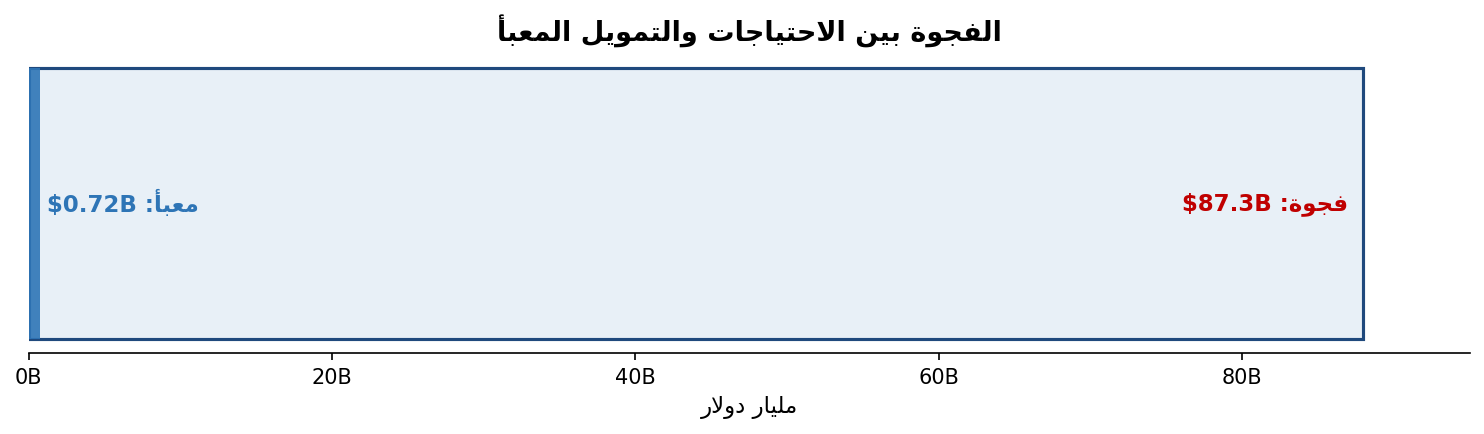 الفجوة بين الاحتياجات والتمويل المعبأ
معبأ: $0.72B
فجوة: $87.3B
0B 20B 40B 60B 80B
مليار دولار